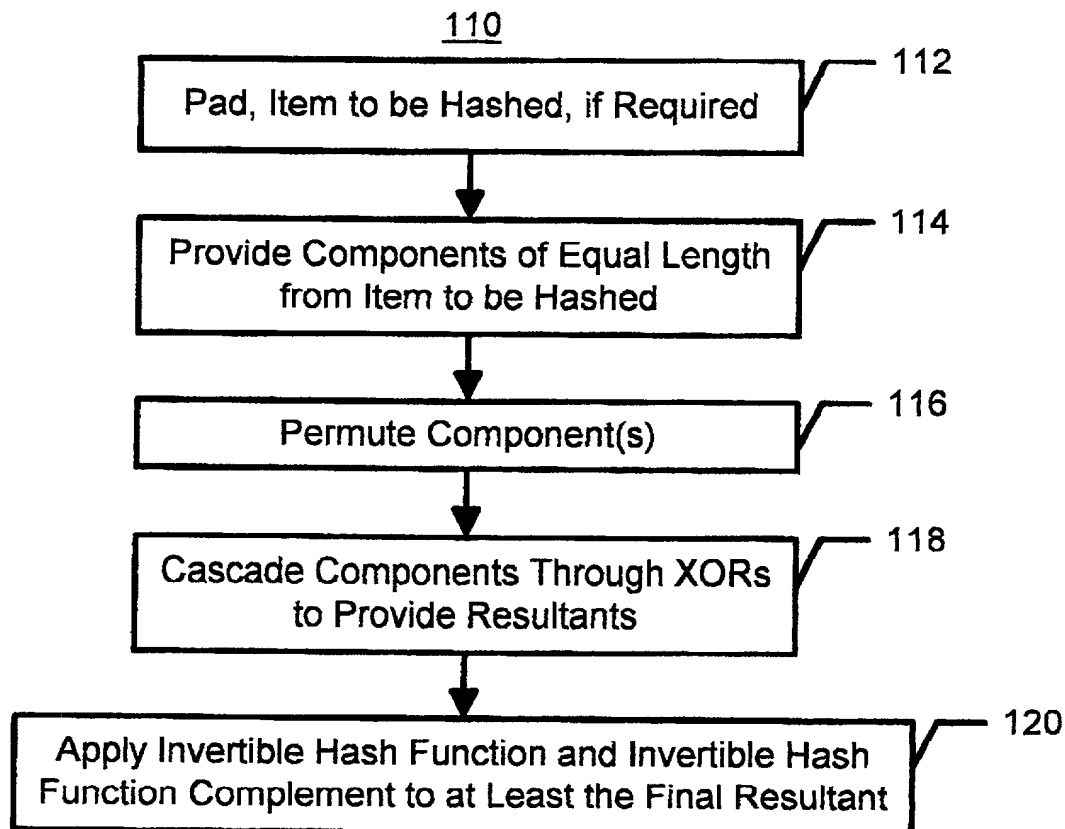 110
Pad, Item to be Hashed, if Required
112
Provide Components of Equal Length
from Item to be Hashed
114
Permute Component(s)
116
Cascade Components Through XORs
to Provide Resultants
118
Apply Invertible Hash Function and Invertible Hash
Function Complement to at Least the Final Resultant
120